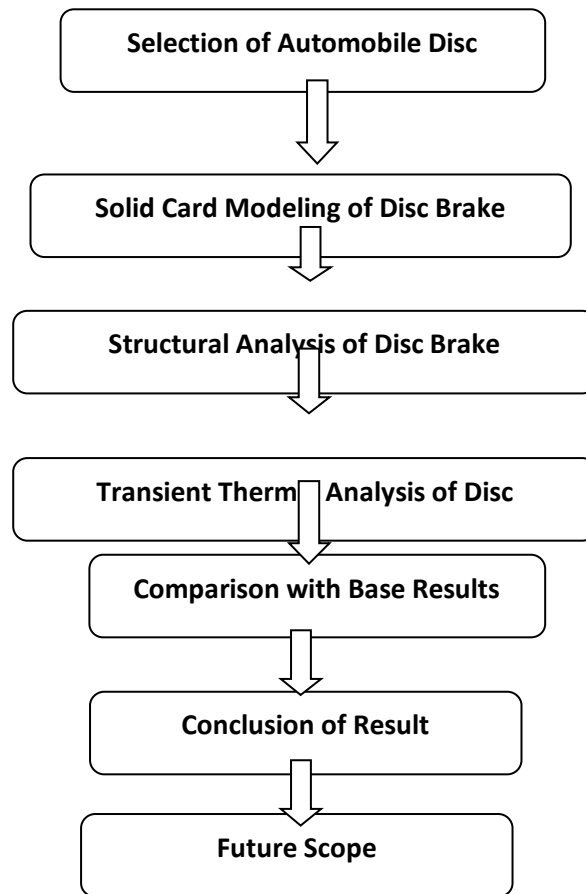 Selection of Automobile Disc
Solid Card Modeling of Disc Brake
Structural Analysis of Disc Brake
Transient Therm Analysis of Disc
Comparison with Base Results
Conclusion of Result
Future Scope